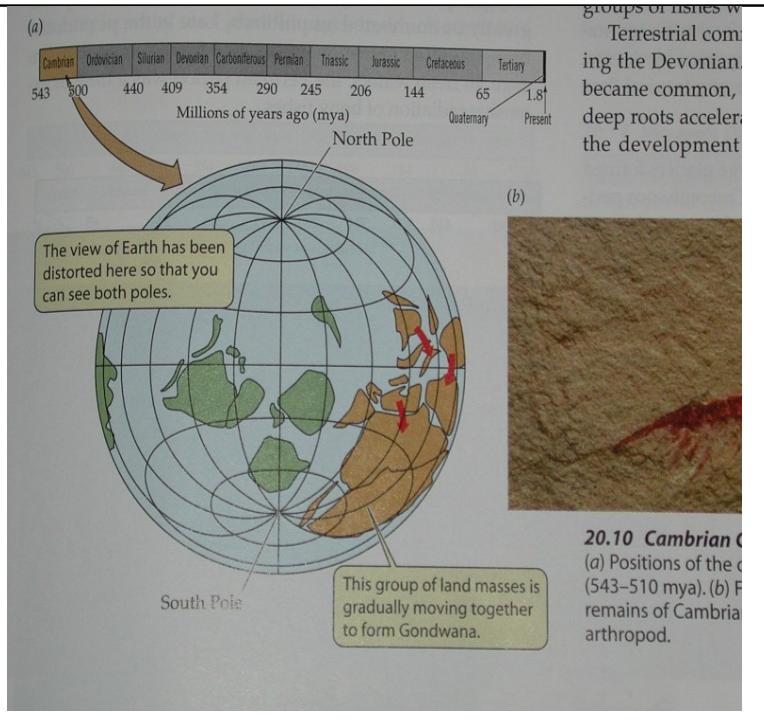 (a)
Cambrian Ordovician Silurian Devonian Carboniferous Permian Triassic Jurassic Cretaceous Tertiary
543 500 440 409 354 290 245 206 144 65 1.8
Millions of years ago (mya)
Quaternary Present
North Pole
The view of Earth has been
distorted here so that you
can see both poles.
South Pole
This group of land masses is
gradually moving together
to form Gondwana.
groups of fishes w
Terrestrial com
ing the Devonian.
became common,
deep roots accelera
the development
(b)
20.10 Cambrian C
(a) Positions of the c
(543–510 mya). (b) F
remains of Cambria
arthropod.